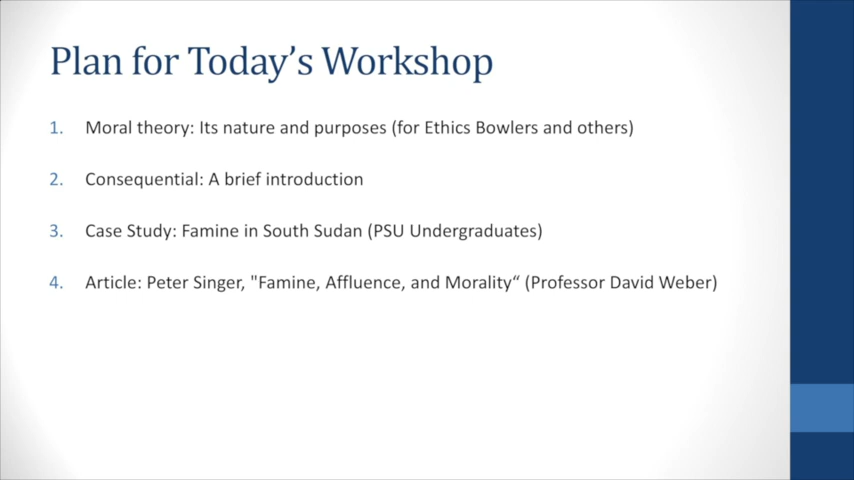 Plan for Today’s Workshop
1. Moral theory: Its nature and purposes (for Ethics Bowlers and others)
2. Consequential: A brief introduction
3. Case Study: Famine in South Sudan (PSU Undergraduates)
4. Article: Peter Singer, "Famine, Affluence, and Morality“ (Professor David Weber)